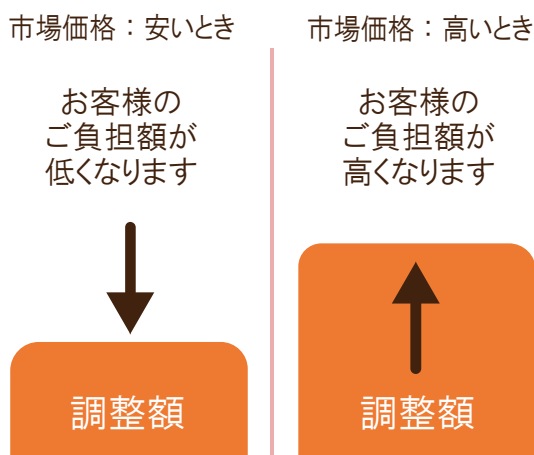 市場価格：安いとき
お客様の
ご負担額が
低くなります
調整額
市場価格：高いとき
お客様の
ご負担額が
高くなります
調整額